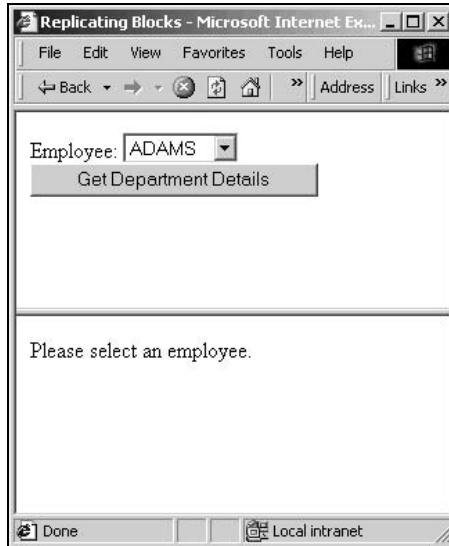 Replicating Blocks - Microsoft Internet Ex...
File Edit View Favorites Tools Help
Back » Address Links »
Employee: ADAMS
Get Department Details
Please select an employee.
Done Local intranet